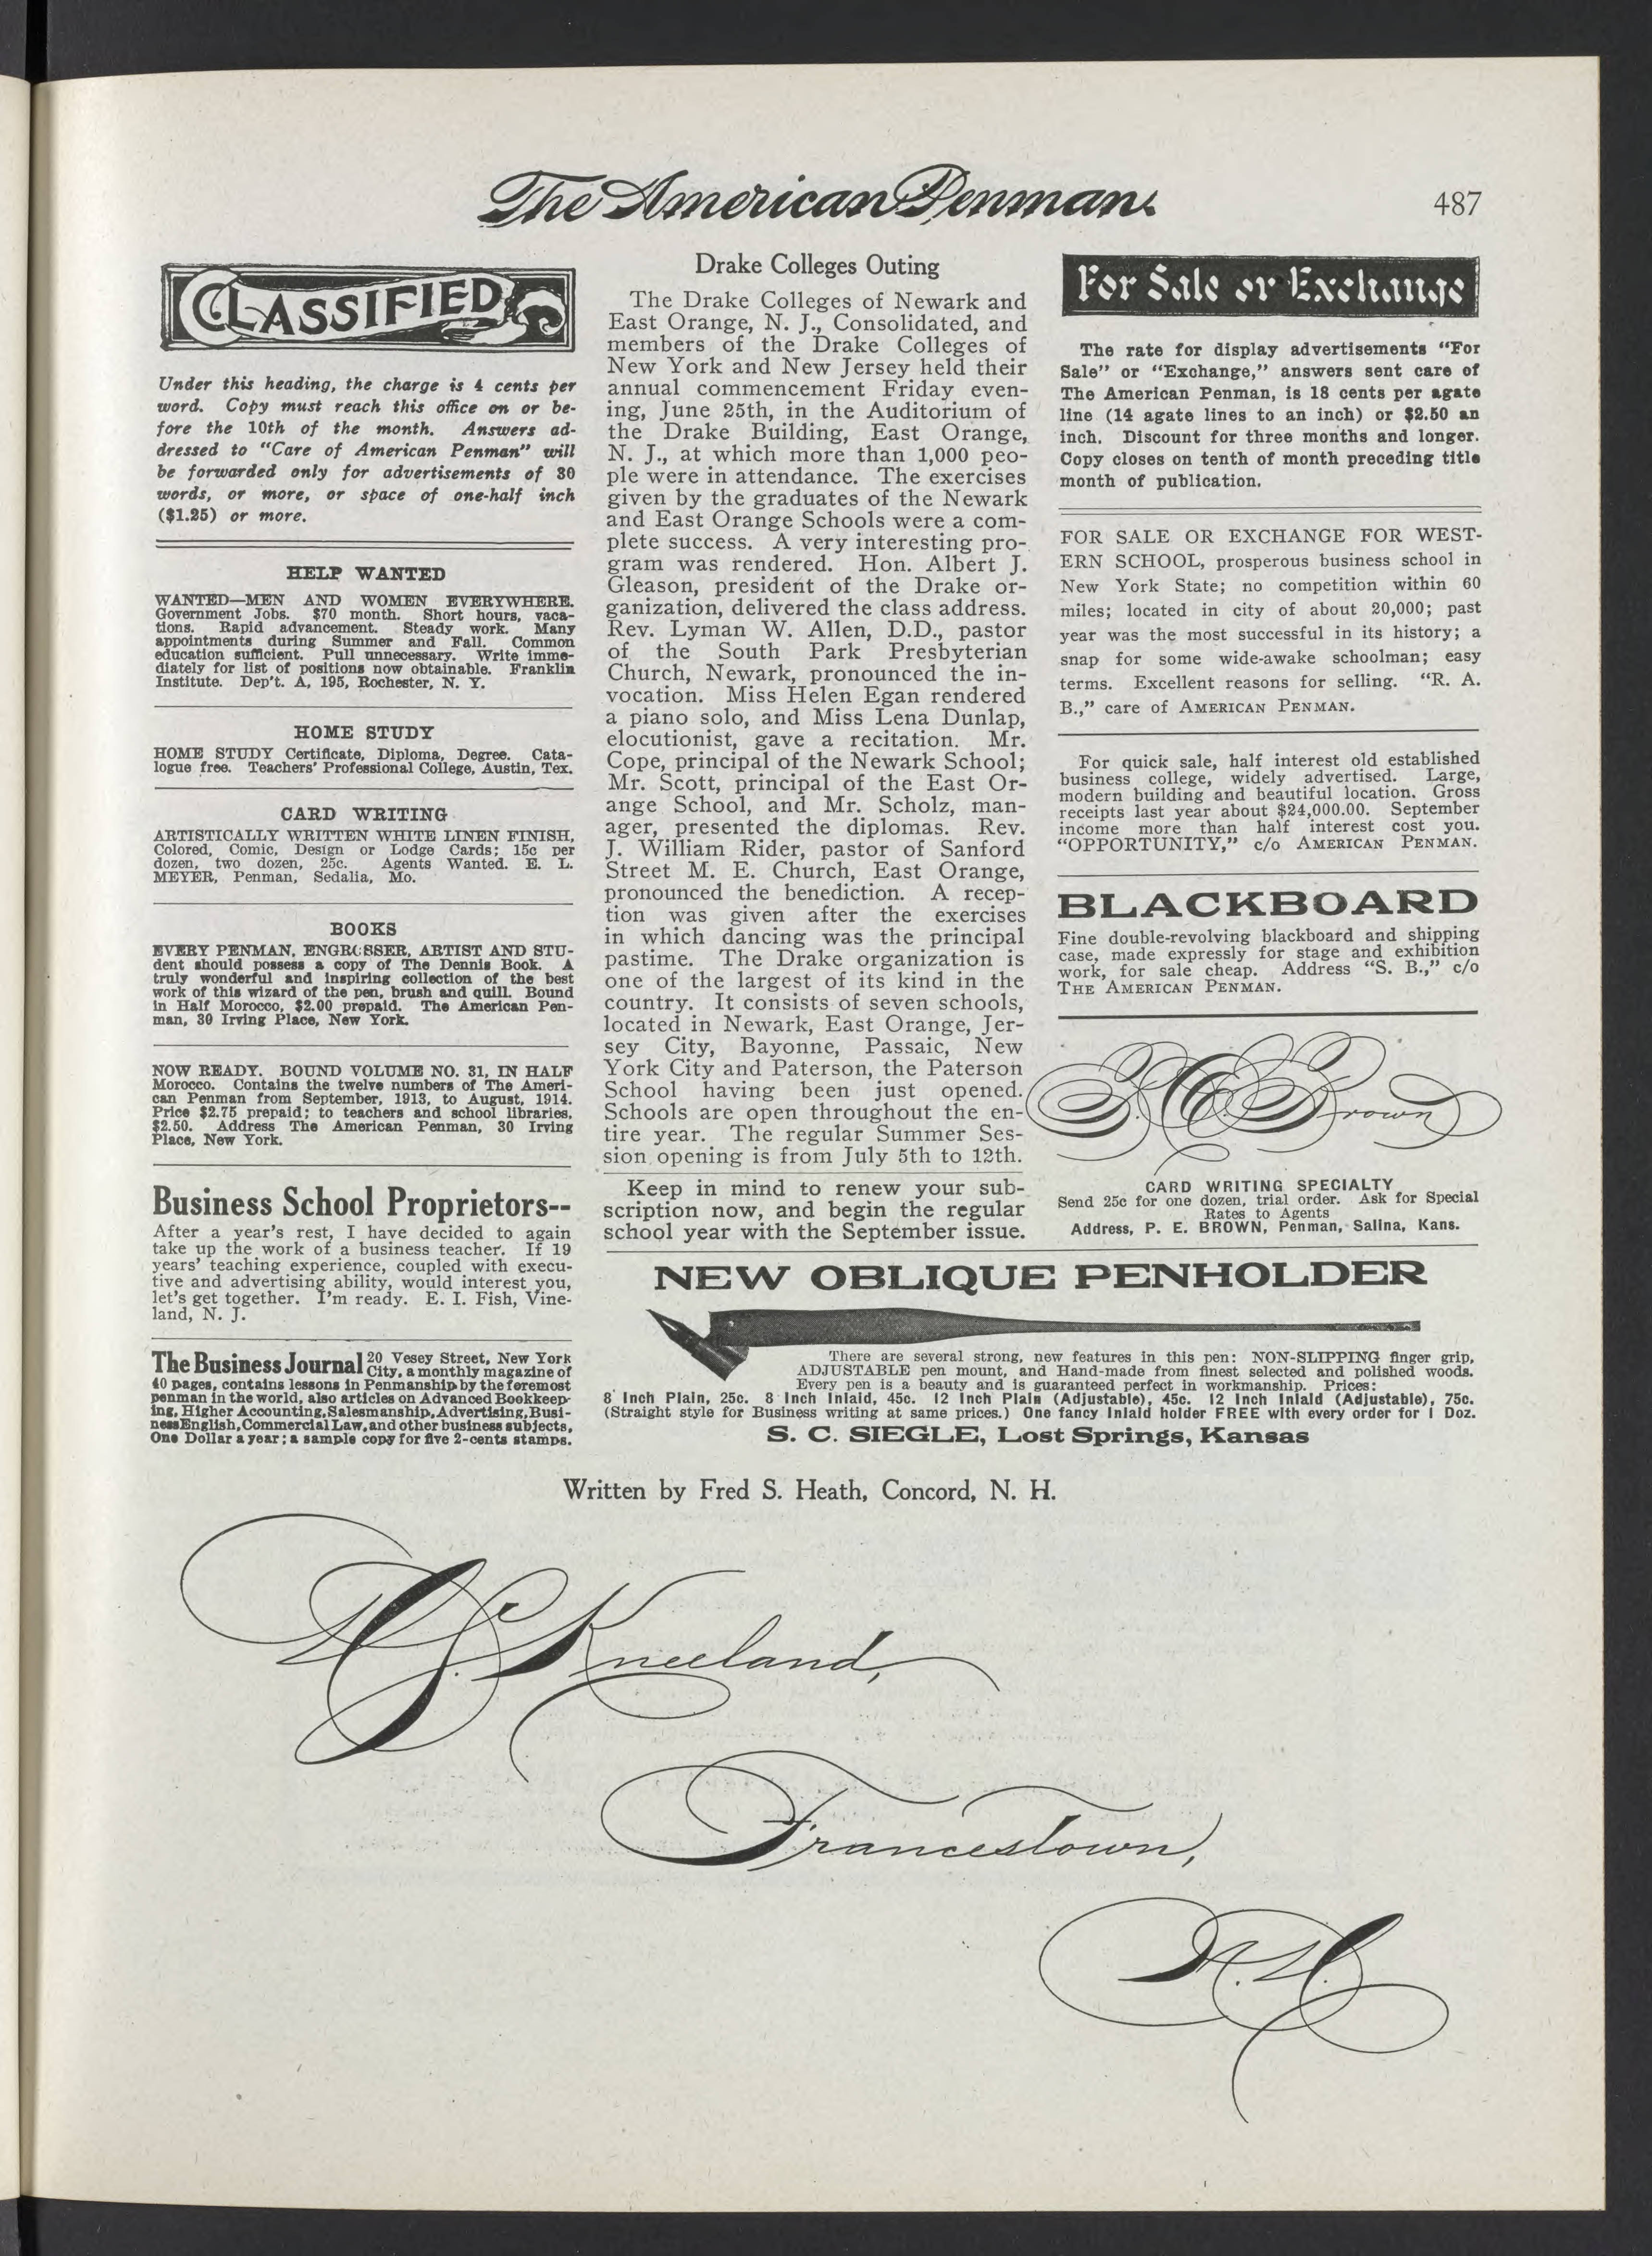 The American Penman
487
CLASSIFIED
Under this heading, the charge is 4 cents per
word. Copy must reach this office on or be-
fore the 10th of the month. Answers ad-
dressed to "Care of American Penman" will
be forwarded only for advertisements of 30
words, or more, or space of one-half inch
($1.25) or more.
HELP WANTED
WANTED—MEN AND WOMEN EVERYWHERE.
Government Jobs. $70 month. Short hours, vaca-
tions. Rapid advancement. Steady work. Many
appointments during Summer and Fall. Common
education sufficient. Pull unnecessary. Write imme-
diately for list of positions now obtainable. Franklin
Institute. Dep't. A, 195, Rochester, N. Y.
HOME STUDY
HOME STUDY Certificate, Diploma, Degree. Cata-
logue free. Teachers' Professional College, Austin, Tex.
CARD WRITING
ARTISTICALLY WRITTEN WHITE LINEN FINISH,
Colored, Comic, Design or Lodge Cards; 15c per
dozen, two dozen, 25c. Agents Wanted. E. L.
MEYER, Penman, Sedalia, Mo.
BOOKS
EVERY PENMAN, ENGROSSER, ARTIST AND STU-
dent should possess a copy of The Dennis Book. A
truly wonderful and inspiring collection of the best
work of this wizard of the pen, brush and quill. Bound
in Half Morocco, $2.00 prepaid. The American Pen-
man, 30 Irving Place, New York.
NOW READY. BOUND VOLUME NO. 31, IN HALF
Morocco. Contains the twelve numbers of The Ameri-
can Penman from September, 1913, to August, 1914.
Price $2.75 prepaid; to teachers and school libraries,
$2.50. Address The American Penman, 30 Irving
Place, New York.
Business School Proprietors--
After a year's rest, I have decided to again
take up the work of a business teacher. If 19
years' teaching experience, coupled with execu-
tive and advertising ability, would interest you,
let's get together. I'm ready. E. I. Fish, Vine-
land, N. J.
The Business Journal 20 Vesey Street, New York
City, a monthly magazine of
40 pages, contains lessons in Penmanship by the foremost
penman in the world, also articles on Advanced Bookkeep-
ing, Higher Accounting, Salesmanship, Advertising, Busi-
ness English, Commercial Law, and other business subjects,
One Dollar a year; a sample copy for five 2-cents stamps.
Drake Colleges Outing
The Drake Colleges of Newark and
East Orange, N. J., Consolidated, and
members of the Drake Colleges of
New York and New Jersey held their
annual commencement Friday even-
ing, June 25th, in the Auditorium of
the Drake Building, East Orange,
N. J., at which more than 1,000 peo-
ple were in attendance. The exercises
given by the graduates of the Newark
and East Orange Schools were a com-
plete success. A very interesting pro-
gram was rendered. Hon. Albert J.
Gleason, president of the Drake or-
ganization, delivered the class address.
Rev. Lyman W. Allen, D.D., pastor
of the South Park Presbyterian
Church, Newark, pronounced the in-
vocation. Miss Helen Egan rendered
a piano solo, and Miss Lena Dunlap,
elocutionist, gave a recitation. Mr.
Cope, principal of the Newark School;
Mr. Scott, principal of the East Or-
ange School, and Mr. Scholz, man-
ager, presented the diplomas. Rev.
J. William Rider, pastor of Sanford
Street M. E. Church, East Orange,
pronounced the benediction. A recep-
tion was given after the exercises
in which dancing was the principal
pastime. The Drake organization is
one of the largest of its kind in the
country. It consists of seven schools,
located in Newark, East Orange, Jer-
sey City, Bayonne, Passaic, New
York City and Paterson, the Paterson
School having been just opened.
Schools are open throughout the en-
tire year. The regular Summer Ses-
sion opening is from July 5th to 12th.
Keep in mind to renew your sub-
scription now, and begin the regular
school year with the September issue.
For Sale or Exchange
The rate for display advertisements "For
Sale" or "Exchange," answers sent care of
The American Penman, is 18 cents per agate
line (14 agate lines to an inch) or $2.50 an
inch. Discount for three months and longer.
Copy closes on tenth of month preceding title
month of publication.
FOR SALE OR EXCHANGE FOR WEST-
ERN SCHOOL, prosperous business school in
New York State; no competition within 60
miles; located in city of about 20,000; past
year was the most successful in its history; a
snap for some wide-awake schoolman; easy
terms. Excellent reasons for selling. "R. A.
B.," care of AMERICAN PENMAN.
For quick sale, half interest old established
business college, widely advertised. Large,
modern building and beautiful location. Gross
receipts last year about $24,000.00. September
income more than half interest cost you.
"OPPORTUNITY," c/o AMERICAN PENMAN.
BLACKBOARD
Fine double-revolving blackboard and shipping
case, made expressly for stage and exhibition
work, for sale cheap. Address "S. B.," c/o
THE AMERICAN PENMAN.
P. E. Brown
CARD WRITING SPECIALTY
Send 25c for one dozen, trial order. Ask for Special
Rates to Agents
Address, P. E. BROWN, Penman, Salina, Kans.
NEW OBLIQUE PENHOLDER
There are several strong, new features in this pen: NON-SLIPPING finger grip,
ADJUSTABLE pen mount, and Hand-made from finest selected and polished woods.
Every pen is a beauty and is guaranteed perfect in workmanship. Prices:
8 Inch Plain, 25c. 8 Inch Inlaid, 45c. 12 Inch Plain (Adjustable), 45c. 12 Inch Inlaid (Adjustable), 75c.
(Straight style for Business writing at same prices.) One fancy Inlaid holder FREE with every order for 1 Doz.
S. C. SIEGLE, Lost Springs, Kansas
Written by Fred S. Heath, Concord, N. H.
Kneeland,
Francestown,
N. H.